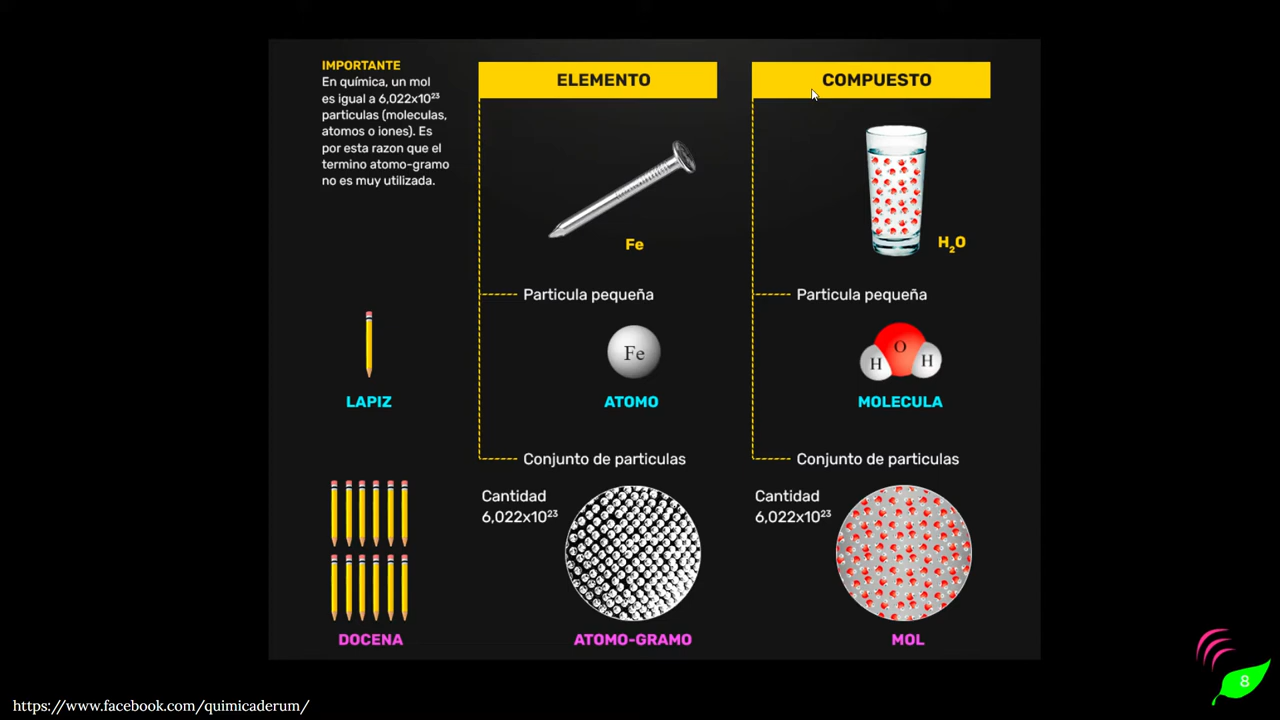 IMPORTANTE
En química, un mol
es igual a 6,022x10²³
particulas (moleculas,
atomos o iones). Es
por esta razon que el
termino atomo-gramo
no es muy utilizada.
LAPIZ
DOCENA
ELEMENTO
Fe
Particula pequeña
Fe
ATOMO
Conjunto de particulas
Cantidad
6,022x10²³
ATOMO-GRAMO
COMPUESTO
H₂O
Particula pequeña
H O H
MOLECULA
Conjunto de particulas
Cantidad
6,022x10²³
MOL
8
https://www.facebook.com/quimicaderum/